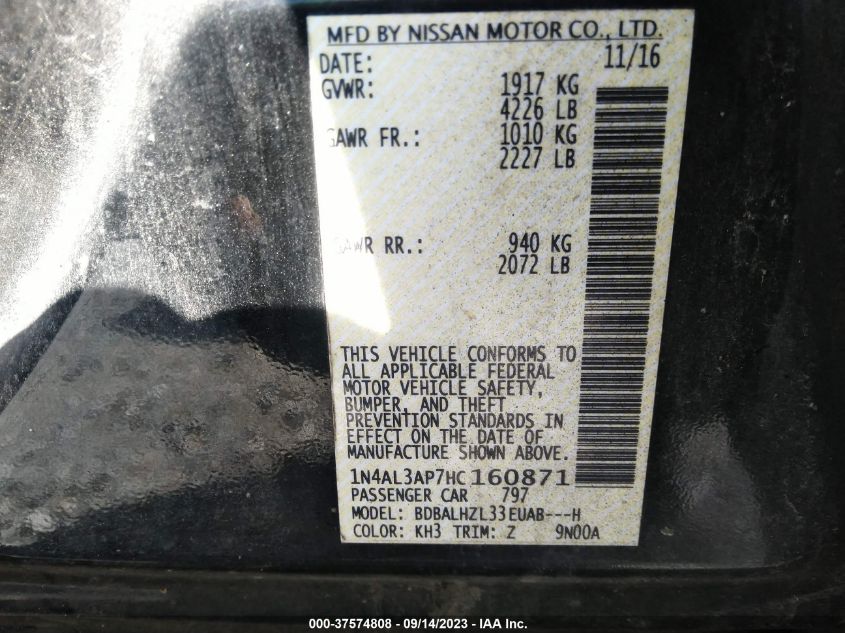 MFD BY NISSAN MOTOR CO., LTD.
DATE: 11/16
GVWR: 1917 KG
4226 LB
GAWR FR.: 1010 KG
2227 LB
GAWR RR.: 940 KG
2072 LB
THIS VEHICLE CONFORMS TO
ALL APPLICABLE FEDERAL
MOTOR VEHICLE SAFETY,
BUMPER, AND THEFT
PREVENTION STANDARDS IN
EFFECT ON THE DATE OF
MANUFACTURE SHOWN ABOVE.
1N4AL3AP7HC160871
PASSENGER CAR 797
MODEL: BDBALHZL33EUAB---H
COLOR: KH3 TRIM: Z 9N00A
000-37574808 - 09/14/2023 - IAA Inc.